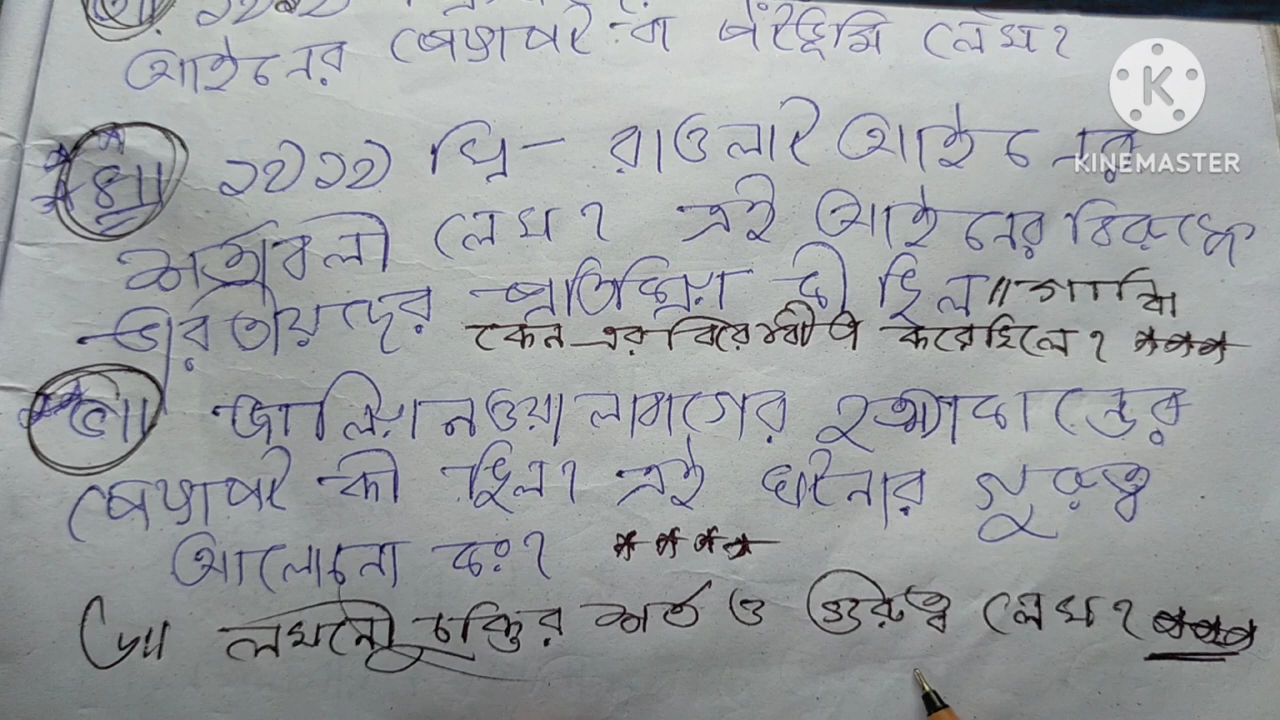 আইনের প্রেক্ষাপট বা পটভূমি লেখ?
KINEMASTER
৪॥ ১৯১৯ খ্রি– রাওলাট আইনের
শর্তাবলী লেখ? এই আইনের বিরুদ্ধে
ভারতীয়দের প্রতিক্রিয়া কী ছিল॥ গান্ধি
কেন এর বিরোধীতা করেছিলে? ***
৫॥ জালিয়ানওয়ালাবাগের হত্যাকান্ডের
প্রেক্ষাপট কী ছিল? এই ঘটনার গুরুত্ব
আলোচনা কর? ****
৬॥ লখনৌ চুক্তির শর্ত ও গুরুত্ব লেখ? ***